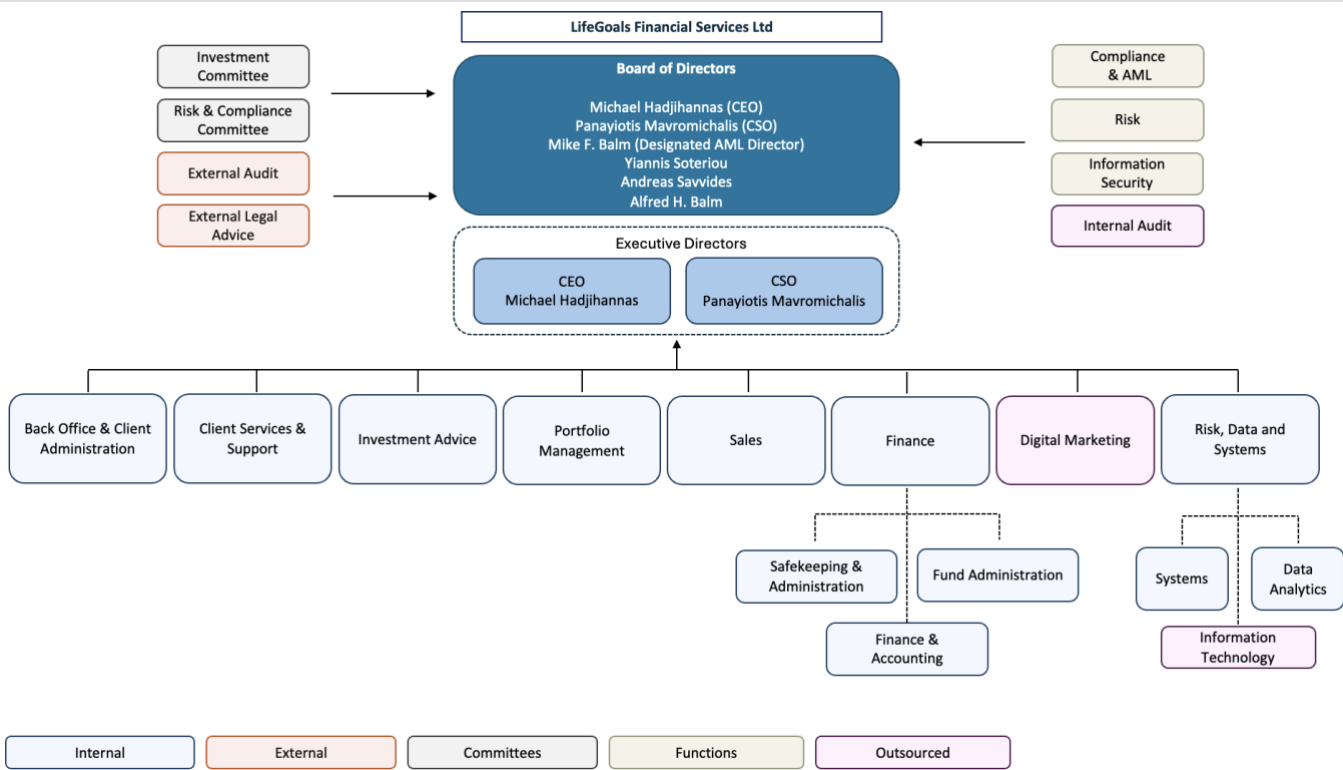 LifeGoals Financial Services Ltd
Investment
Committee
Risk & Compliance
Committee
External Audit
External Legal
Advice
Board of Directors
Michael Hadjihannas (CEO)
Panayiotis Mavromichalis (CSO)
Mike F. Balm (Designated AML Director)
Yiannis Soteriou
Andreas Savvides
Alfred H. Balm
Compliance
& AML
Risk
Information
Security
Internal Audit
Executive Directors
CEO
Michael Hadjihannas
CSO
Panayiotis Mavromichalis
Back Office & Client
Administration
Client Services &
Support
Investment Advice
Portfolio
Management
Sales
Finance
Digital Marketing
Risk, Data and
Systems
Safekeeping &
Administration
Fund Administration
Finance &
Accounting
Systems
Data
Analytics
Information
Technology
Internal
External
Committees
Functions
Outsourced